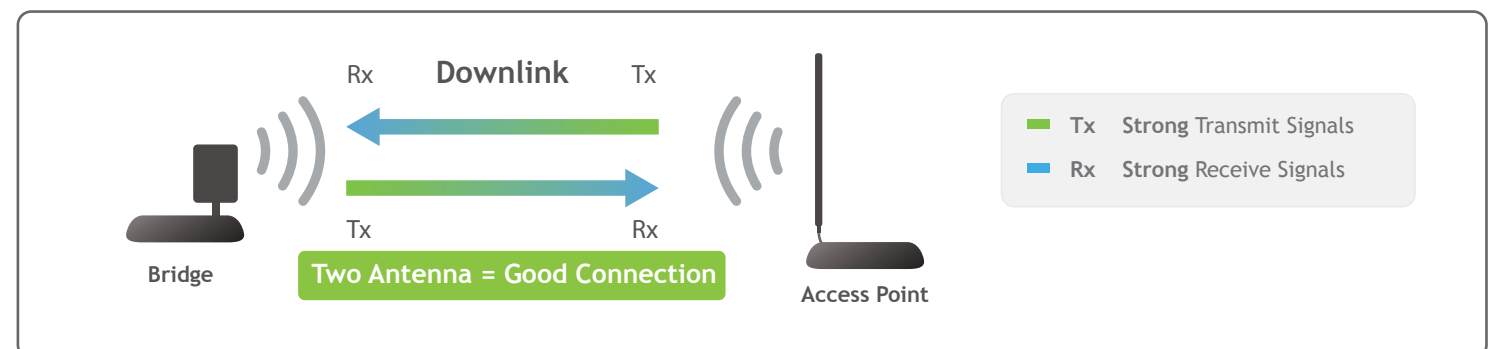 Rx Downlink Tx
Tx Rx
Two Antenna = Good Connection
Bridge
Access Point
Tx Strong Transmit Signals
Rx Strong Receive Signals